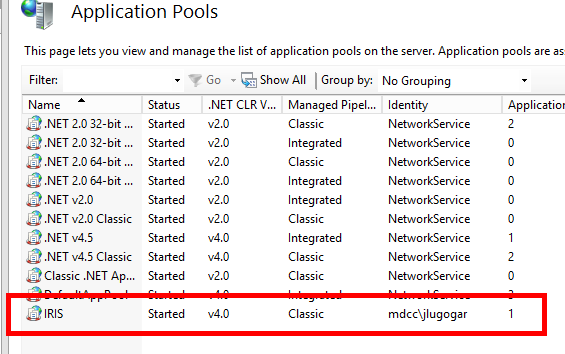 Application Pools
This page lets you view and manage the list of application pools on the server. Application pools are as
Filter: Go Show All Group by: No Grouping
Name Status .NET CLR V... Managed Pipel... Identity Application
.NET 2.0 32-bit ... Started v2.0 Classic NetworkService 2
.NET 2.0 32-bit ... Started v2.0 Integrated NetworkService 0
.NET 2.0 64-bit ... Started v2.0 Classic NetworkService 0
.NET 2.0 64-bit ... Started v2.0 Integrated NetworkService 0
.NET v2.0 Started v2.0 Integrated NetworkService 0
.NET v2.0 Classic Started v2.0 Classic NetworkService 0
.NET v4.5 Started v4.0 Integrated NetworkService 1
.NET v4.5 Classic Started v4.0 Classic NetworkService 2
Classic .NET Ap... Started v2.0 Classic NetworkService 0
DefaultAppPool Started v4.0 Integrated NetworkService 3
IRIS Started v4.0 Classic mdcc\jlugogar 1